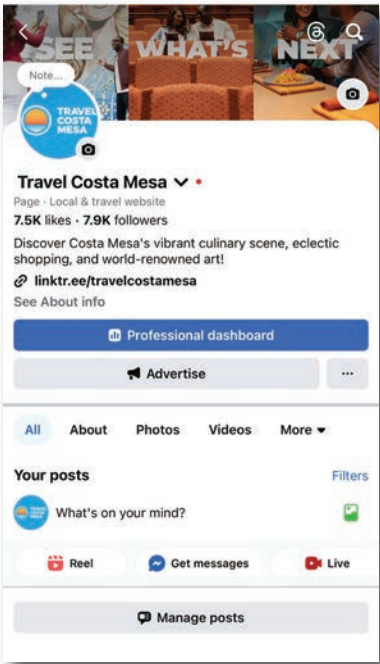 SEE WHAT'S NEXT
Note...
TRAVEL
COSTA
MESA
Travel Costa Mesa
Page · Local & travel website
7.5K likes · 7.9K followers
Discover Costa Mesa's vibrant culinary scene, eclectic
shopping, and world-renowned art!
linktr.ee/travelcostamesa
See About info
Professional dashboard
Advertise
All About Photos Videos More
Your posts Filters
What's on your mind?
Reel Get messages Live
Manage posts